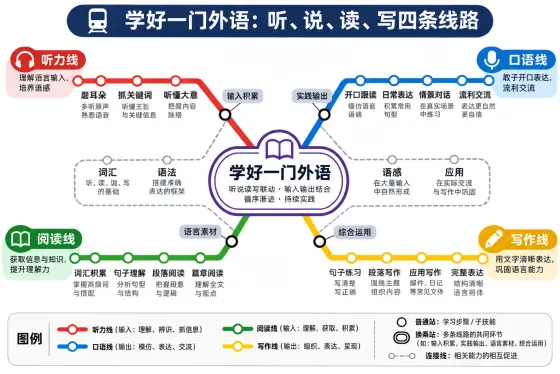 学好一门外语：听、说、读、写四条线路
听力线
理解语言输入，
培养语感
磨耳朵
多听原声
熟悉语音
抓关键词
听懂主旨
与关键信息
听懂大意
把握内容
脉络
输入积累
实践输出
口语线
敢于开口表达，
流利交流
开口跟读
模仿语音
语调
日常表达
积累常用
句型
情景对话
在真实场景
中练习
流利交流
表达更自然
更自信
词汇
听、读、说、写
的基础
语法
搭建准确
表达的框架
学好一门外语
听说读写联动・输入输出结合
循序渐进・持续实践
语感
在大量输入
中自然形成
应用
在实际交流
与写作中巩固
语言素材
综合运用
阅读线
获取信息与知识，
提升理解力
词汇积累
掌握高频词
与搭配
句子理解
分析句型
与结构
段落阅读
把握段意
与逻辑
篇章阅读
理解全文
与观点
写作线
用文字清晰表达，
巩固语言能力
句子练习
写清楚
写正确
段落写作
围绕主题
组织内容
应用写作
邮件、日记
等常见文体
完整表达
结构清晰
语言得体
图例
听力线（输入：理解、辨识、抓信息）
口语线（输出：模仿、表达、交流）
阅读线（输入：理解、获取、积累）
写作线（输出：组织、表达、呈现）
普通站：学习步骤 / 子技能
换乘站：多条线路的共同环节
（如：输入积累、实践输出、语言素材、综合运用）
连接线：相关能力的相互促进